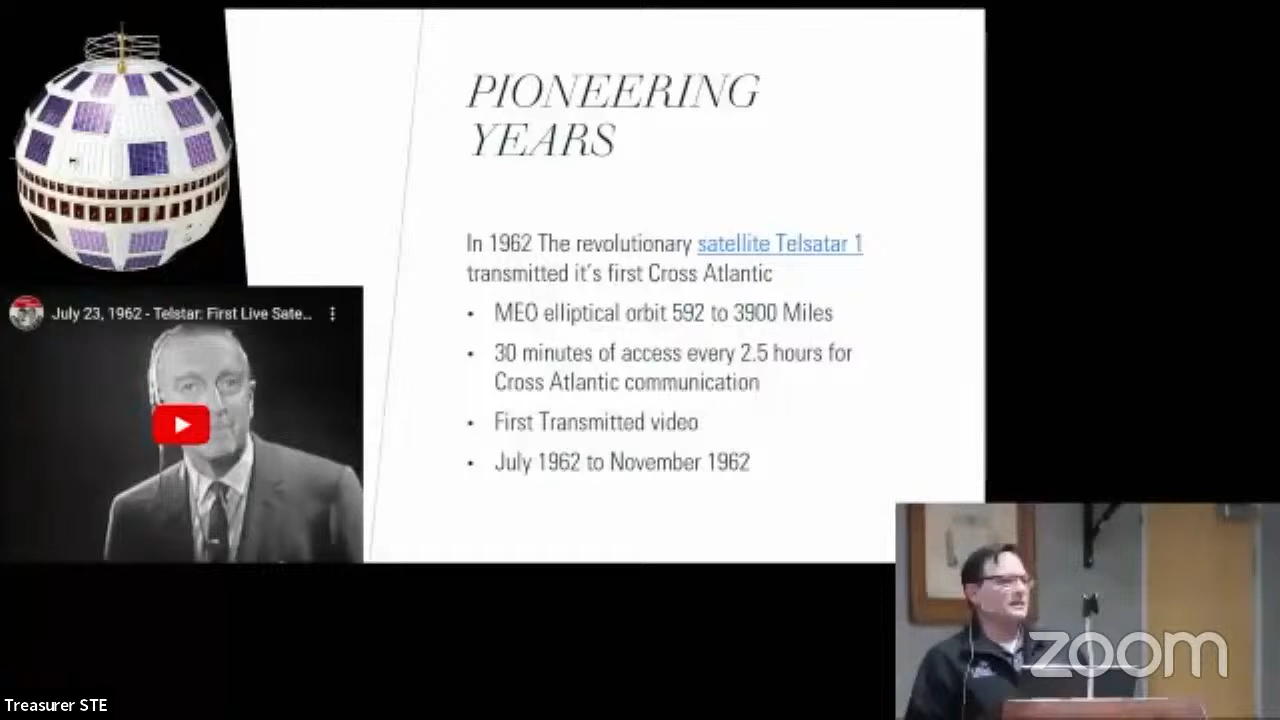 PIONEERING
YEARS
In 1962 The revolutionary satellite Telsatar 1
transmitted it's first Cross Atlantic
• MEO elliptical orbit 592 to 3900 Miles
• 30 minutes of access every 2.5 hours for
Cross Atlantic communication
• First Transmitted video
• July 1962 to November 1962
July 23, 1962 - Telstar: First Live Sate...
zoom
Treasurer STE